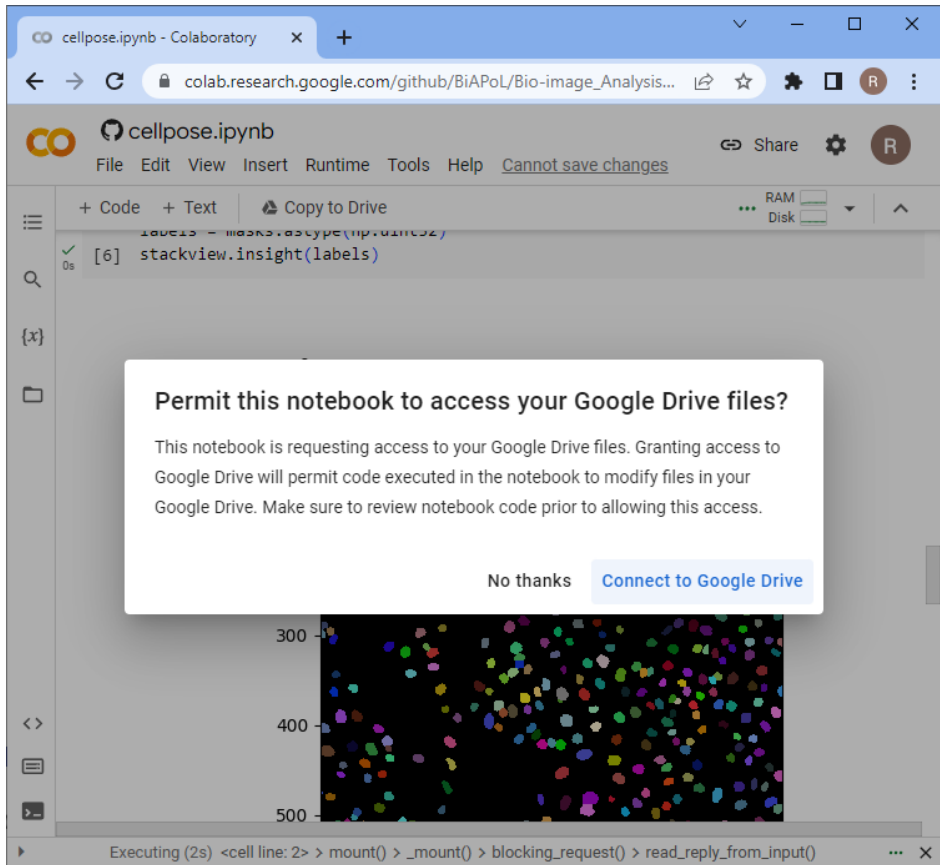 cellpose.ipynb - Colaboratory
colab.research.google.com/github/BiAPoL/Bio-image_Analysis...
R
cellpose.ipynb
Share
R
File Edit View Insert Runtime Tools Help Cannot save changes
+ Code + Text Copy to Drive
RAM
Disk
labels = masks.astype(np.uint32)
[6] stackview.insight(labels)
0s
{x}
Permit this notebook to access your Google Drive files?
This notebook is requesting access to your Google Drive files. Granting access to
Google Drive will permit code executed in the notebook to modify files in your
Google Drive. Make sure to review notebook code prior to allowing this access.
No thanks Connect to Google Drive
300
400
500
Executing (2s) <cell line: 2> > mount() > _mount() > blocking_request() > read_reply_from_input()